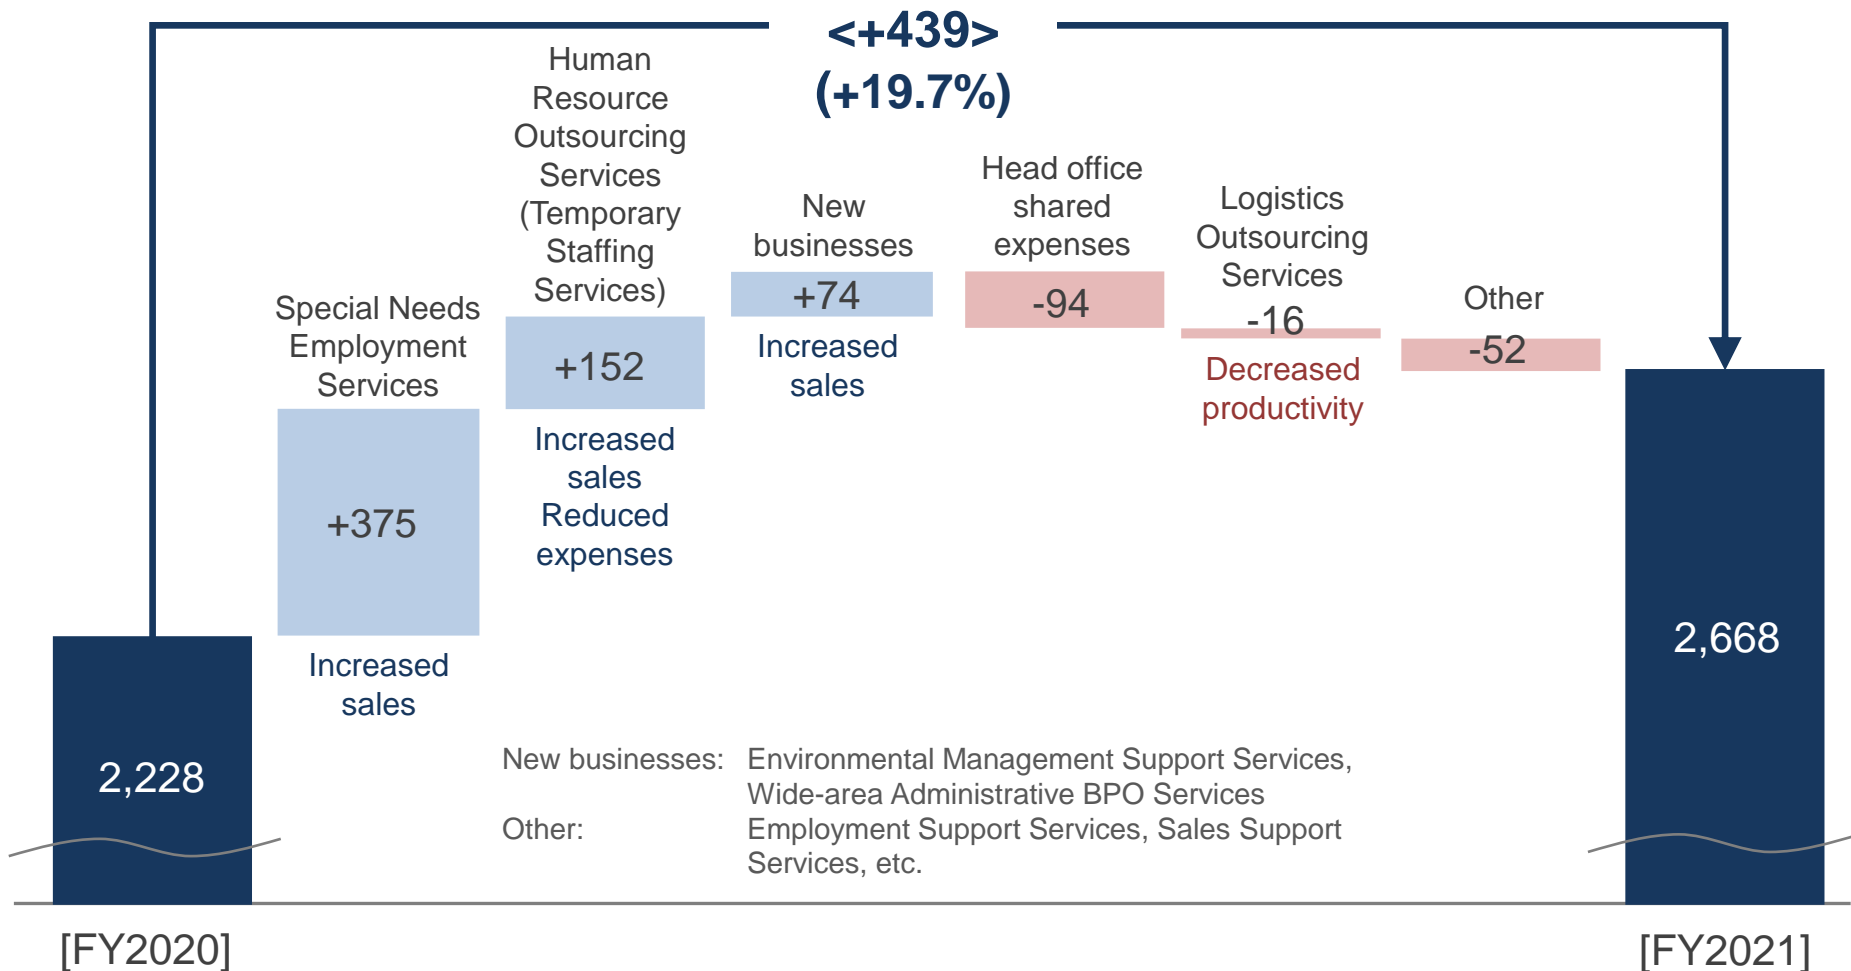 <+439>
(+19.7%)
Special Needs
Employment
Services
+375
Increased
sales
Human
Resource
Outsourcing
Services
(Temporary
Staffing
Services)
+152
Increased
sales
Reduced
expenses
New
businesses
+74
Increased
sales
Head office
shared
expenses
-94
Logistics
Outsourcing
Services
-16
Decreased
productivity
Other
-52
2,228
2,668
New businesses: Environmental Management Support Services,
Wide-area Administrative BPO Services
Other: Employment Support Services, Sales Support
Services, etc.
[FY2020]
[FY2021]